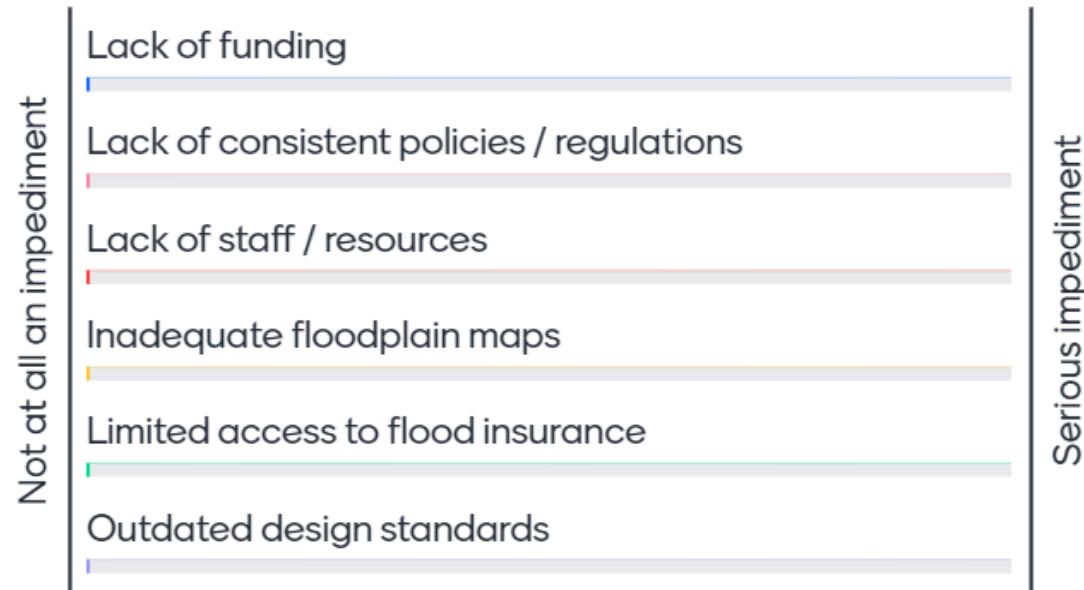 Not at all an impediment
Lack of funding
Lack of consistent policies / regulations
Lack of staff / resources
Inadequate floodplain maps
Limited access to flood insurance
Outdated design standards
Serious impediment